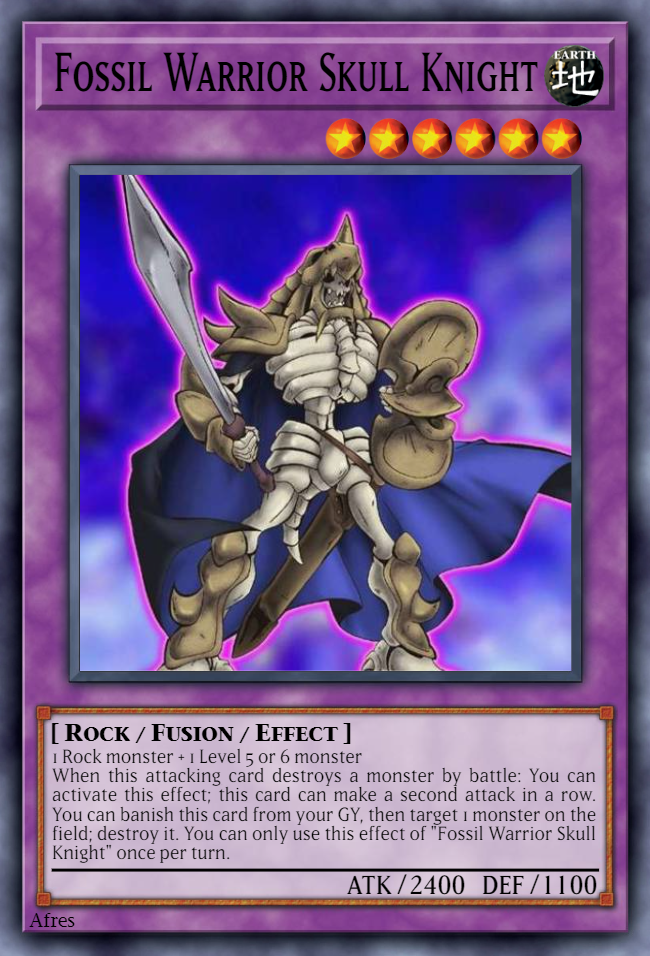 Fossil Warrior Skull Knight
EARTH
地
[ Rock / Fusion / Effect ]
1 Rock monster + 1 Level 5 or 6 monster
When this attacking card destroys a monster by battle: You can
activate this effect; this card can make a second attack in a row.
You can banish this card from your GY, then target 1 monster on the
field; destroy it. You can only use this effect of "Fossil Warrior Skull
Knight" once per turn.
ATK / 2400 DEF / 1100
Afres